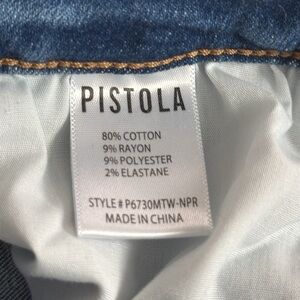 PISTOLA
80% COTTON
9% RAYON
9% POLYESTER
2% ELASTANE
STYLE# P6730MTW-NPR
MADE IN CHINA